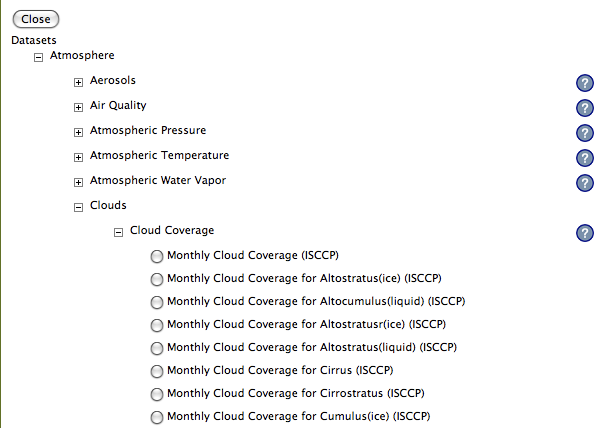 Close
Datasets
Atmosphere
Aerosols ?
Air Quality ?
Atmospheric Pressure ?
Atmospheric Temperature ?
Atmospheric Water Vapor ?
Clouds
Cloud Coverage ?
Monthly Cloud Coverage (ISCCP)
Monthly Cloud Coverage for Altostratus(ice) (ISCCP)
Monthly Cloud Coverage for Altocumulus(liquid) (ISCCP)
Monthly Cloud Coverage for Altostratusr(ice) (ISCCP)
Monthly Cloud Coverage for Altostratus(liquid) (ISCCP)
Monthly Cloud Coverage for Cirrus (ISCCP)
Monthly Cloud Coverage for Cirrostratus (ISCCP)
Monthly Cloud Coverage for Cumulus(ice) (ISCCP)